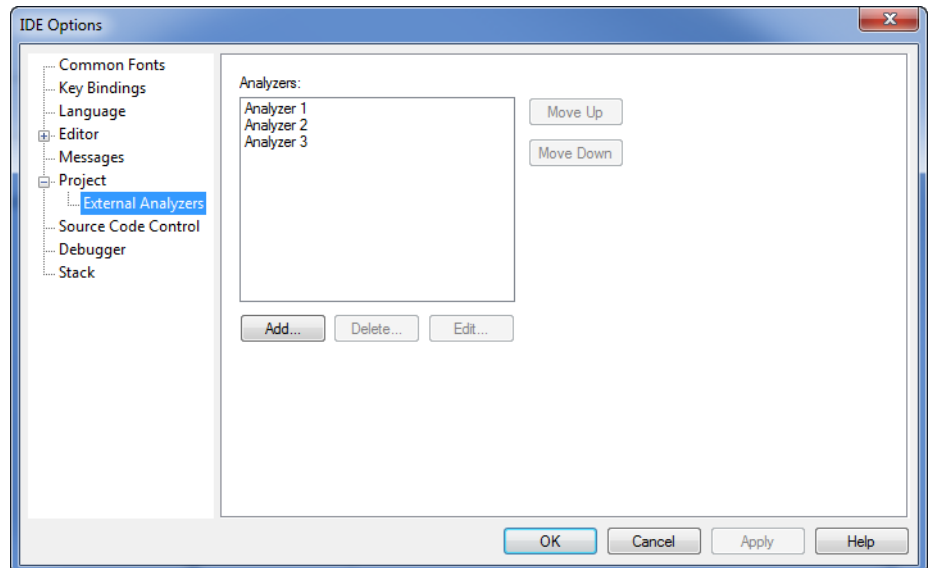 IDE Options
Common Fonts
Key Bindings
Language
Editor
Messages
Project
External Analyzers
Source Code Control
Debugger
Stack
Analyzers:
Analyzer 1
Analyzer 2
Analyzer 3
Move Up
Move Down
Add... Delete... Edit...
OK Cancel Apply Help